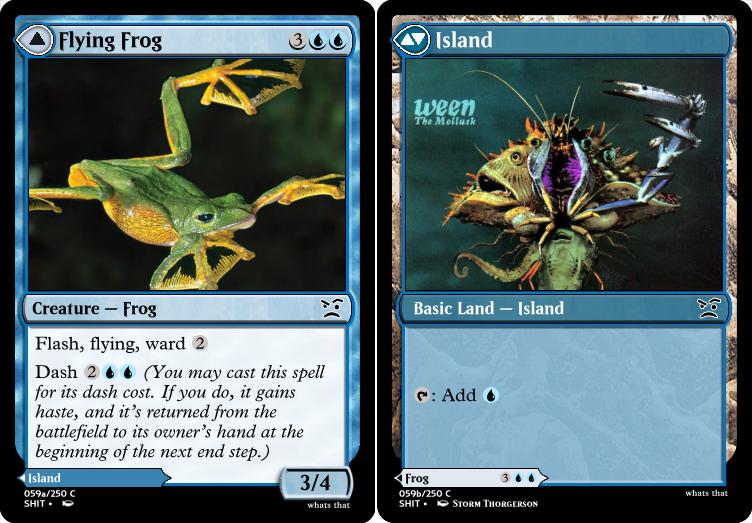 Flying Frog 3
Creature — Frog
Flash, flying, ward 2
Dash 2 (You may cast this spell
for its dash cost. If you do, it gains
haste, and it's returned from the
battlefield to its owner's hand at the
beginning of the next end step.)
Island
3/4
059a/250 C
SHIT •
whats that
Island
ween
The Mollusk
Basic Land — Island
: Add
Frog 3
059b/250 C
SHIT • Storm Thorgerson
whats that